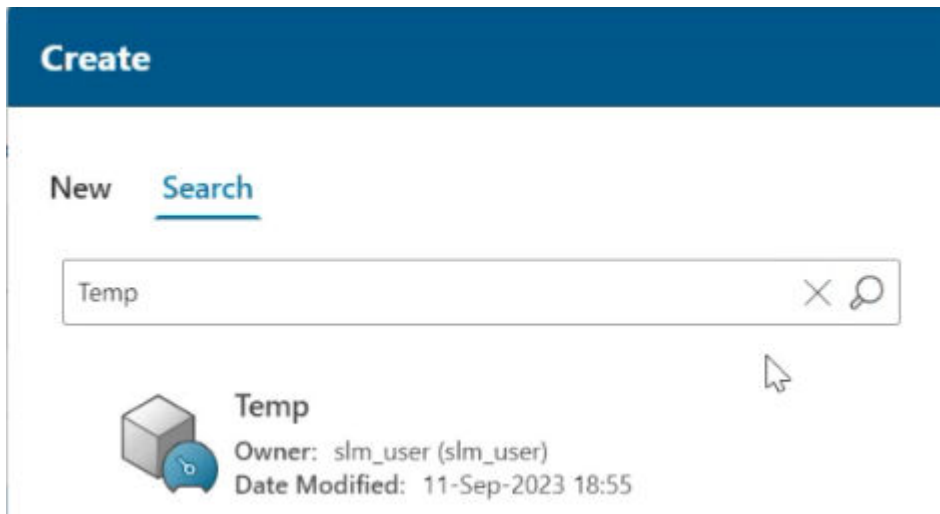 Create
New Search
Temp
Temp
Owner: slm_user (slm_user)
Date Modified: 11-Sep-2023 18:55